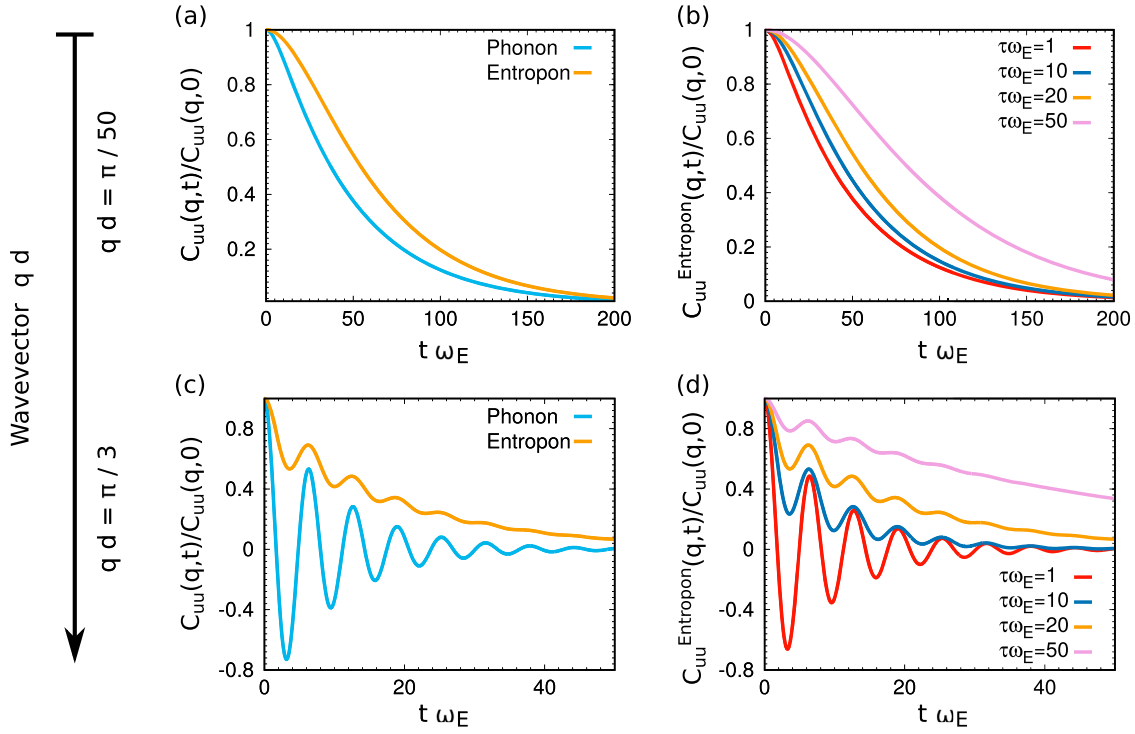 Wavevector q d
q d = π / 50
q d = π / 3
(a)
C_uu(q,t)/C_uu(q,0)
1
0.8
0.6
0.4
0.2
0 50 100 150 200
t ω_E
Phonon
Entropon
(b)
C_uu^Entropon(q,t)/C_uu(q,0)
1
0.8
0.6
0.4
0.2
0
0 50 100 150 200
t ω_E
τω_E=1
τω_E=10
τω_E=20
τω_E=50
(c)
C_uu(q,t)/C_uu(q,0)
0.8
0.4
0
-0.4
-0.8
0 20 40
t ω_E
Phonon
Entropon
(d)
C_uu^Entropon(q,t)/C_uu(q,0)
0.8
0.4
0
-0.4
-0.8
0 20 40
t ω_E
τω_E=1
τω_E=10
τω_E=20
τω_E=50